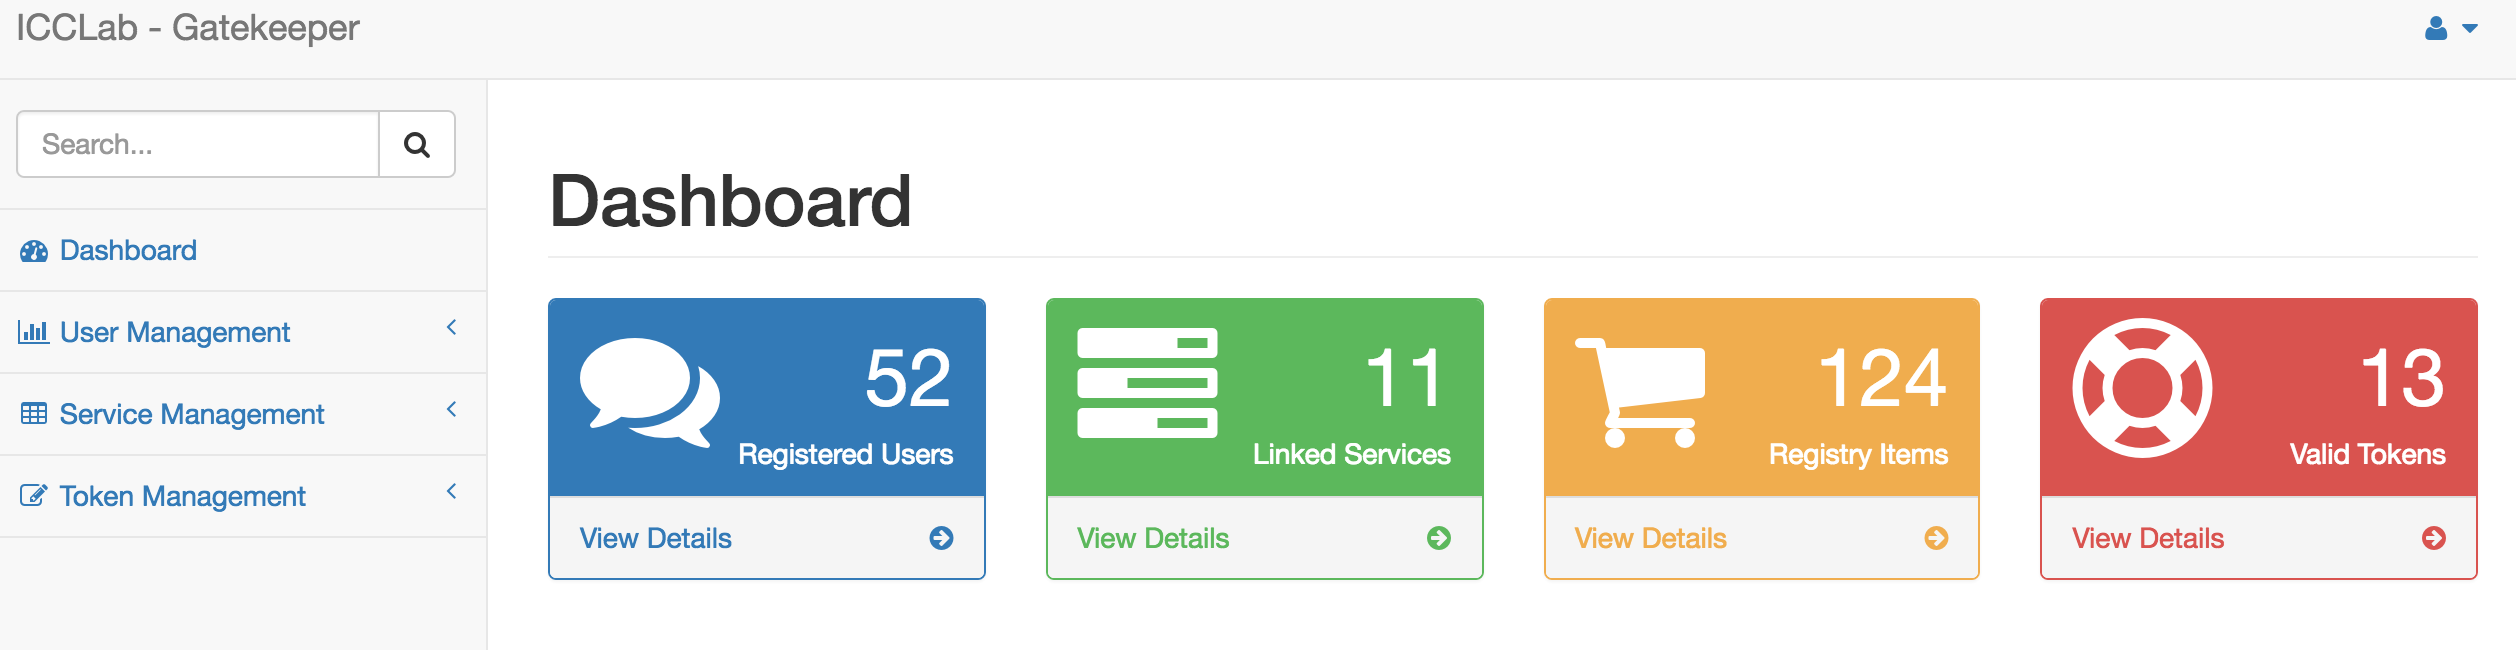 ICCLab - Gatekeeper
Search...
Dashboard
User Management
Service Management
Token Management
Dashboard
52
Registered Users
View Details
11
Linked Services
View Details
124
Registry Items
View Details
13
Valid Tokens
View Details